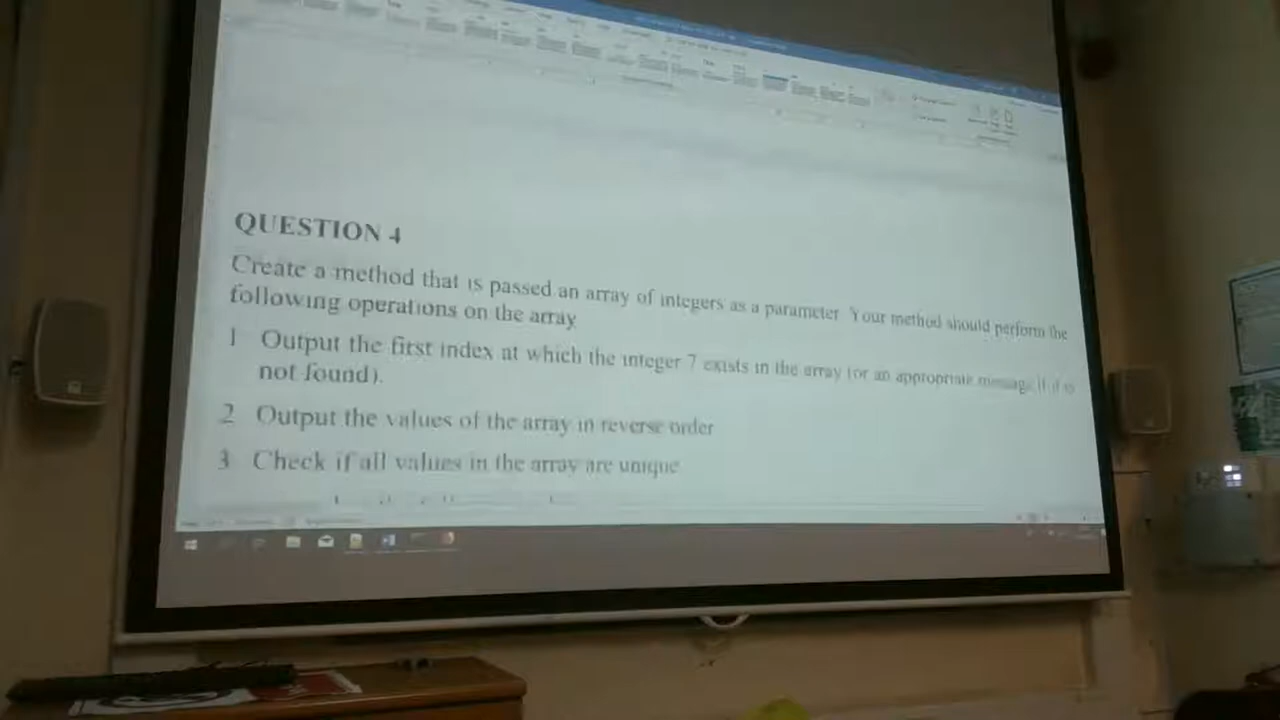 QUESTION 4
Create a method that is passed an array of integers as a parameter. Your method should perform the
following operations on the array
1 Output the first index at which the integer 7 exists in the array (or an appropriate message if it is
not found).
2 Output the values of the array in reverse order
3 Check if all values in the array are unique